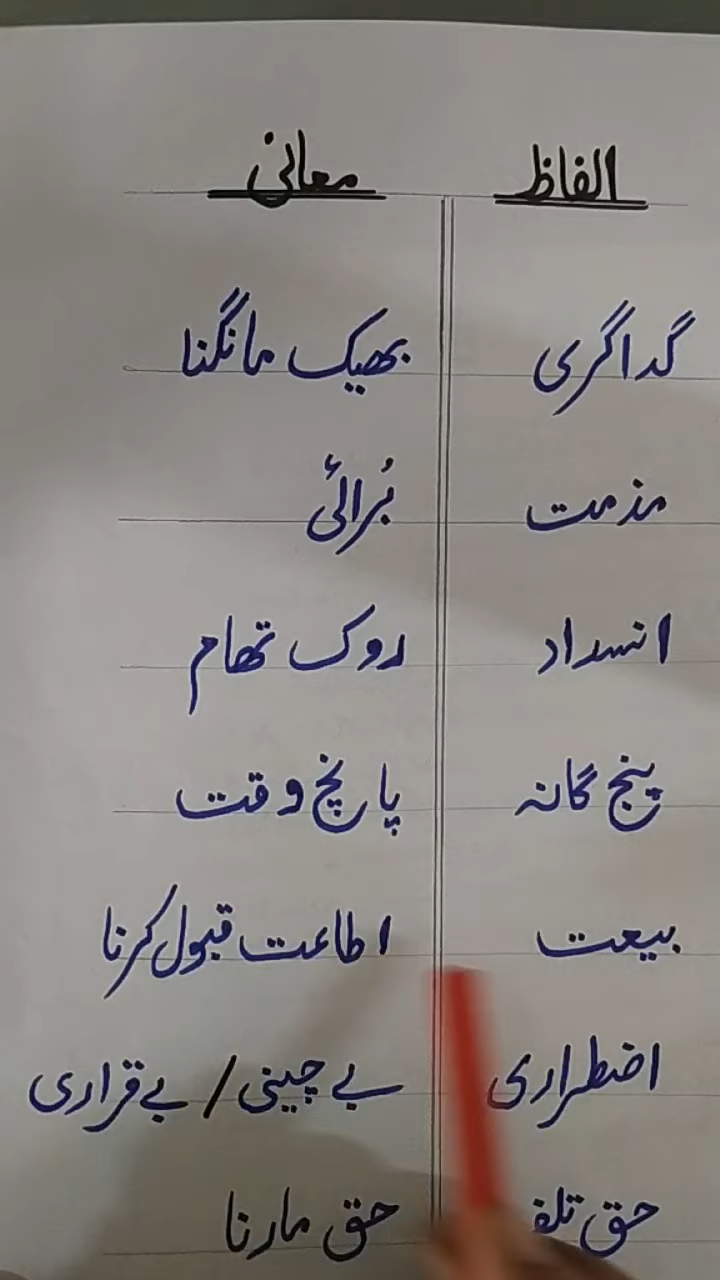 الفاظ معانی
گداگری بھیک مانگنا
مذمت بُرائی
انسداد روک تھام
پنج گانہ پانچ وقت
بیعت اطاعت قبول کرنا
اضطراری بے چینی / بے قراری
حق حق مارنا